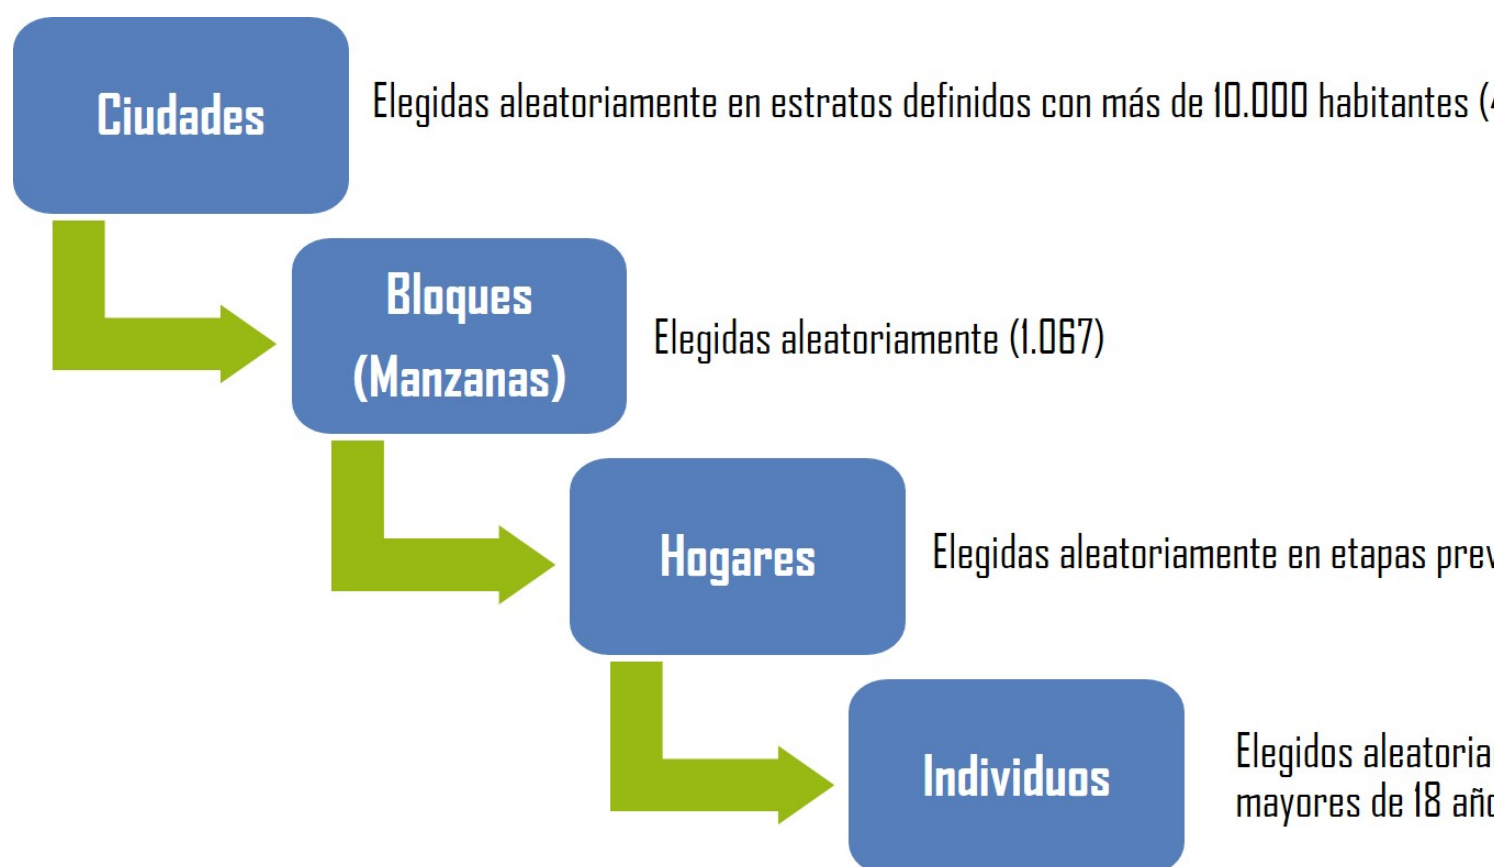 Ciudades
Elegidas aleatoriamente en estratos definidos con más de 10.000 habitantes (
Bloques
(Manzanas)
Elegidas aleatoriamente (1.067)
Hogares
Elegidas aleatoriamente en etapas
Individuos
Elegidos
mayores de 18